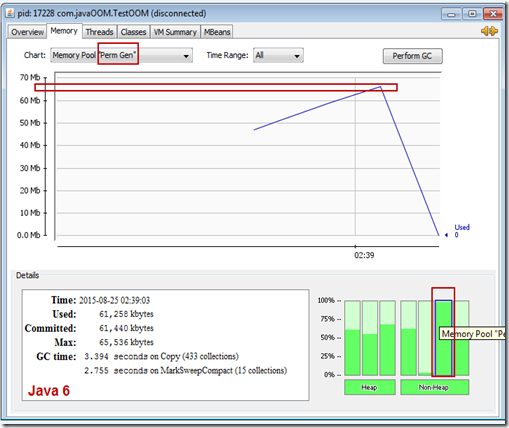 pid: 17228 com.javaOOM.TestOOM (disconnected)
Overview Memory Threads Classes VM Summary MBeans
Chart: Memory Pool "Perm Gen" Time Range: All Perform GC
70 Mb
60 Mb
50 Mb
40 Mb
30 Mb
20 Mb
10 Mb
0.0 Mb
Used
0
02:39
Details
Time: 2015-08-25 02:39:03
Used: 61,258 kbytes
Committed: 61,440 kbytes
Max: 65,536 kbytes
GC time: 3.394 seconds on Copy (433 collections)
2.755 seconds on MarkSweepCompact (15 collections)
Java 6
100% --
75% --
50% --
25% --
0% --
Memory Pool "Pe
Heap Non-Heap